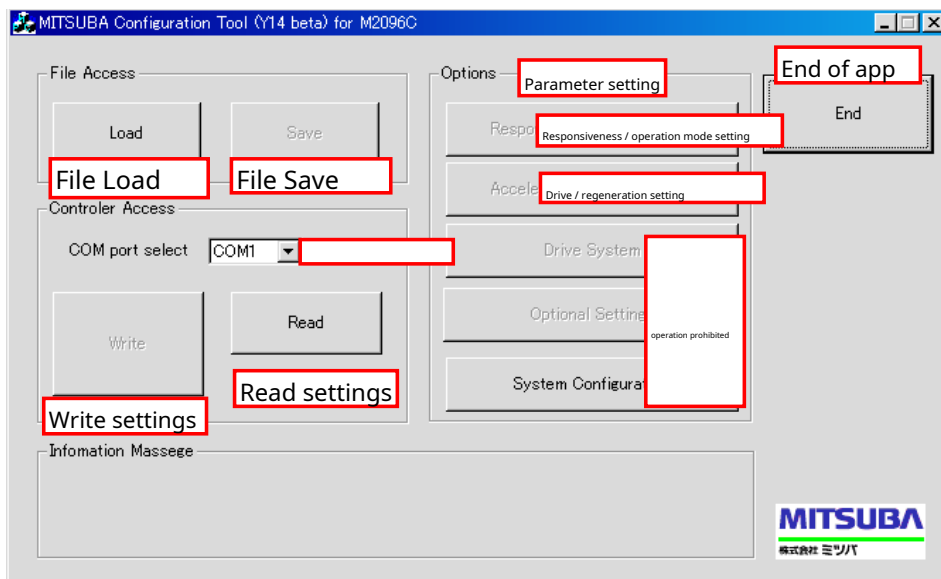 MITSUBA Configuration Tool (Y14 beta) for M2096C
File Access
Load
Save
File Load
File Save
Controler Access
COM port select
COM1
Write
Read
Read settings
Write settings
Options
Parameter setting
Responsiveness / operation mode setting
Drive / regeneration setting
Drive System
Optional Setting
operation prohibited
System
End of app
End
Infomation Massege
MITSUBA
株式会社 ミツバ